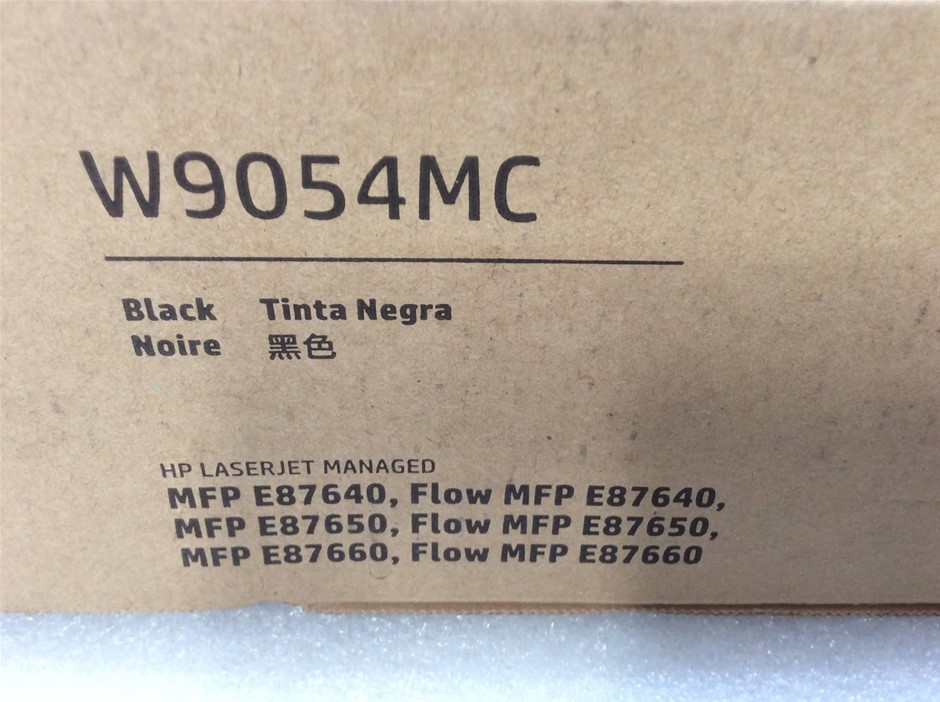 W9054MC
Black Tinta Negra
Noire 黑色
HP LASERJET MANAGED
MFP E87640, Flow MFP E87640,
MFP E87650, Flow MFP E87650,
MFP E87660, Flow MFP E87660